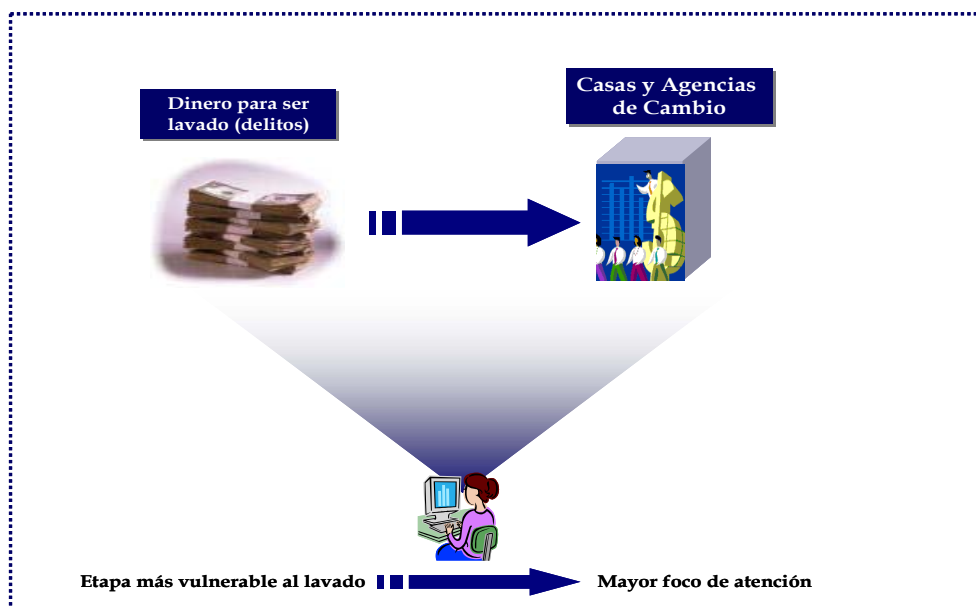 Dinero para ser
lavado (delitos)
Casas y Agencias
de Cambio
Etapa más vulnerable al lavado
Mayor foco de atención